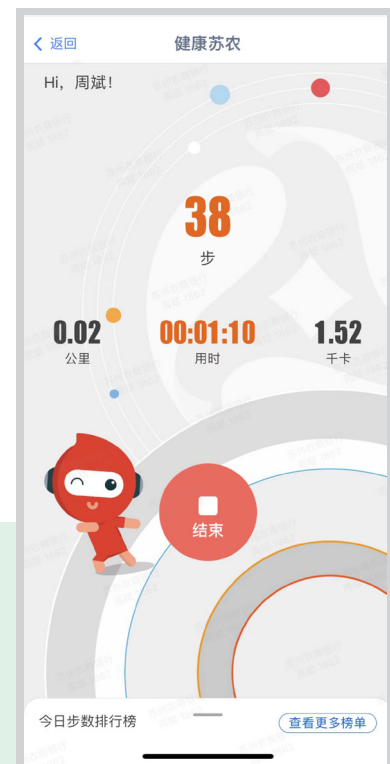 返回
健康苏农
Hi，周斌！
38
步
0.02
公里
00:01:10
用时
1.52
千卡
结束
今日步数排行榜
查看更多榜单